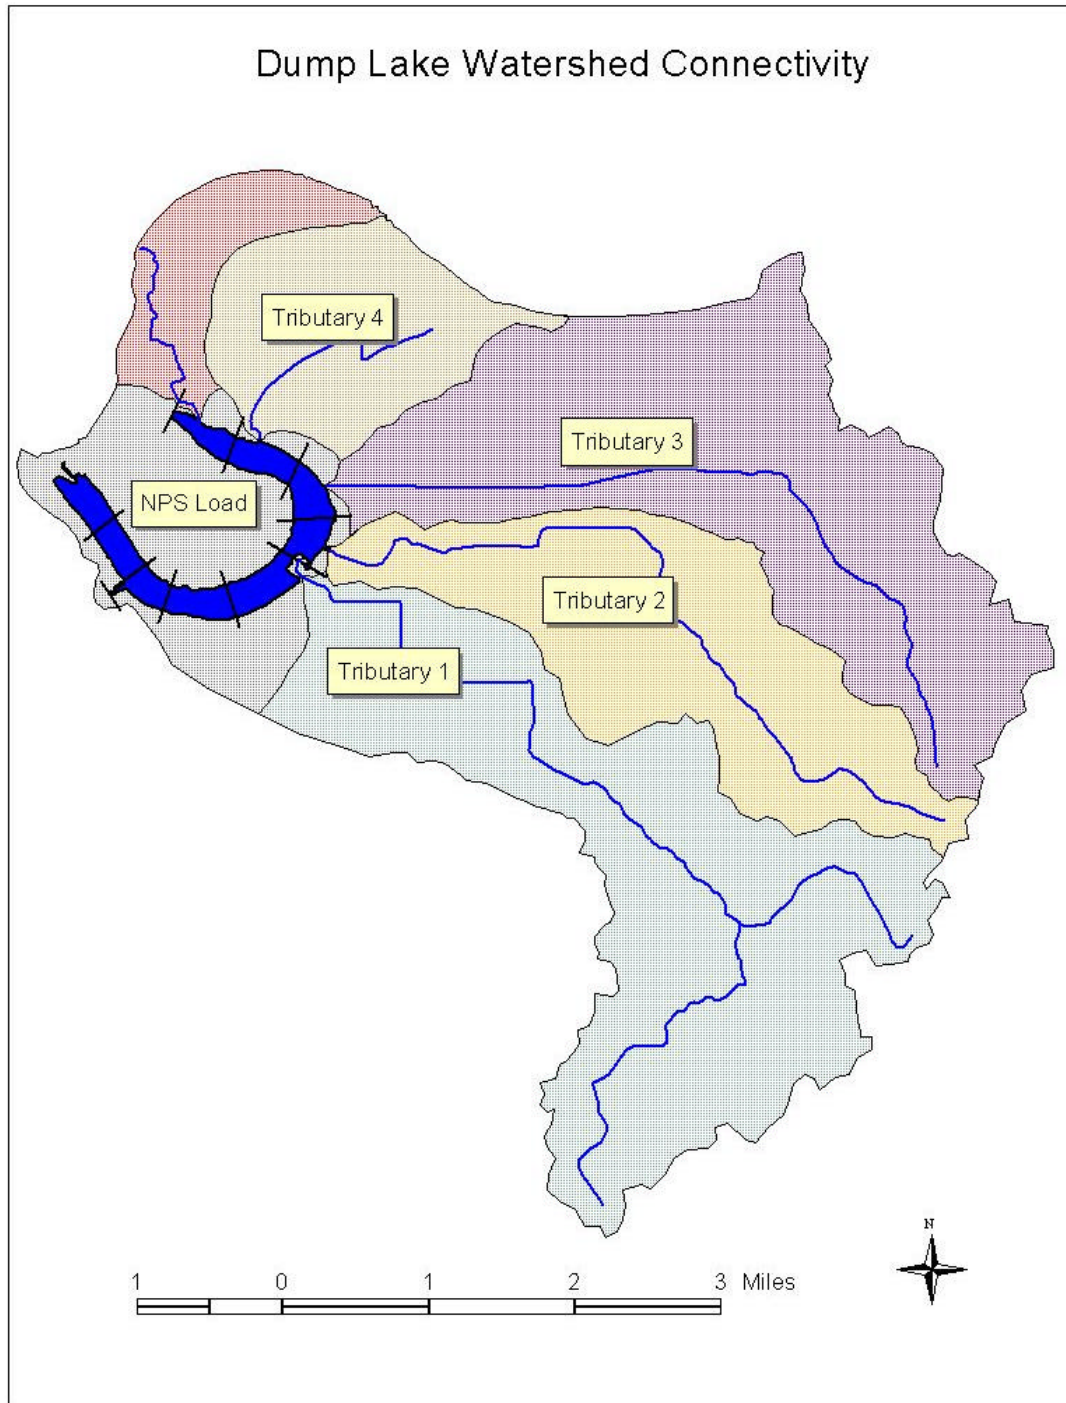 Dump Lake Watershed Connectivity
Tributary 4
Tributary 3
NPS Load
Tributary 2
Tributary 1
N
1 0 1 2 3 Miles